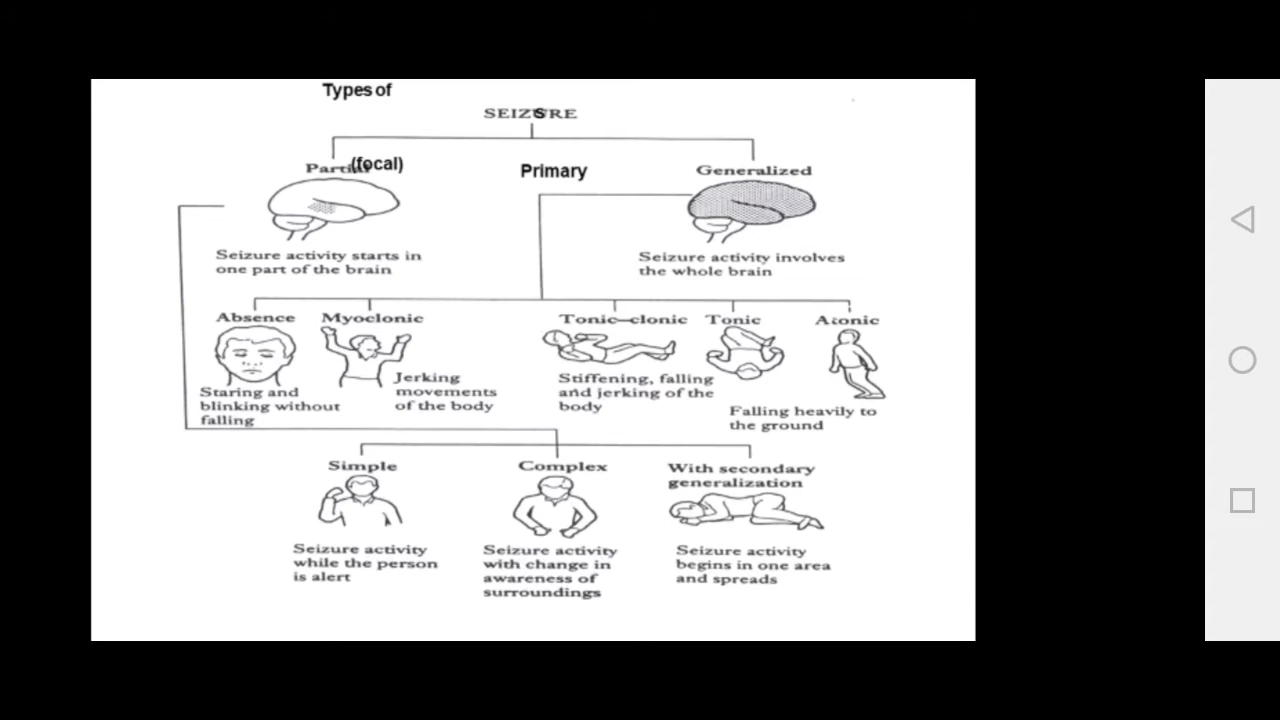 Types of
SEIZURE
s
Partial
(focal)
Primary
Generalized
Seizure activity starts in
one part of the brain
Seizure activity involves
the whole brain
Absence
Staring and
blinking without
falling
Myoclonic
Jerking
movements
of the body
Tonic-clonic
Stiffening, falling
and jerking of the
body
Tonic
Atonic
Falling heavily to
the ground
Simple
Seizure activity
while the person
is alert
Complex
Seizure activity
with change in
awareness of
surroundings
With secondary
generalization
Seizure activity
begins in one area
and spreads